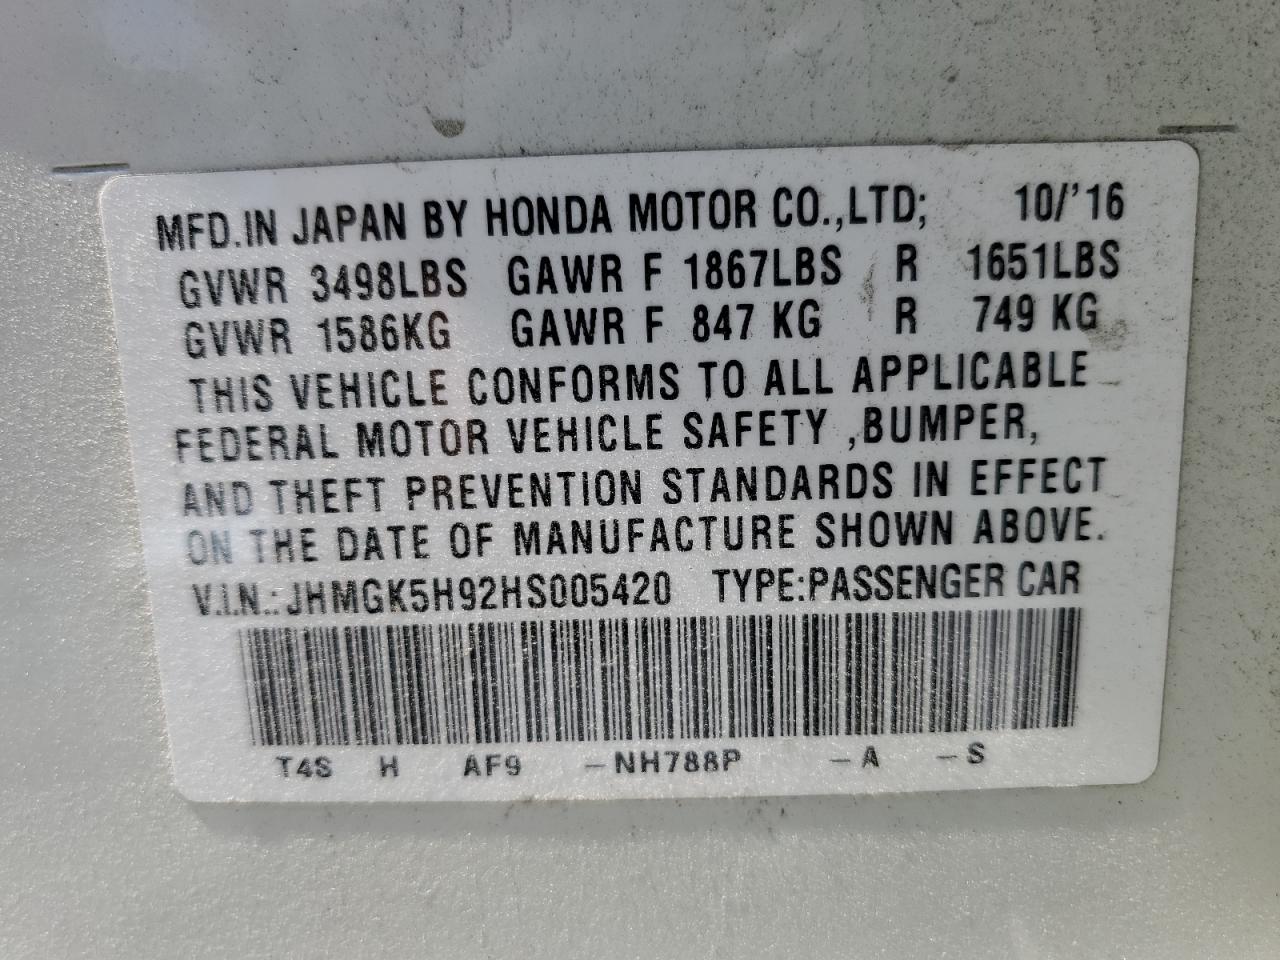 MFD.IN JAPAN BY HONDA MOTOR CO.,LTD; 10/'16
GVWR 3498LBS GAWR F 1867LBS R 1651LBS
GVWR 1586KG GAWR F 847 KG R 749 KG
THIS VEHICLE CONFORMS TO ALL APPLICABLE
FEDERAL MOTOR VEHICLE SAFETY ,BUMPER,
AND THEFT PREVENTION STANDARDS IN EFFECT
ON THE DATE OF MANUFACTURE SHOWN ABOVE.
V.I.N.:JHMGK5H92HS005420 TYPE:PASSENGER CAR
T4S H AF9 -NH788P -A -S